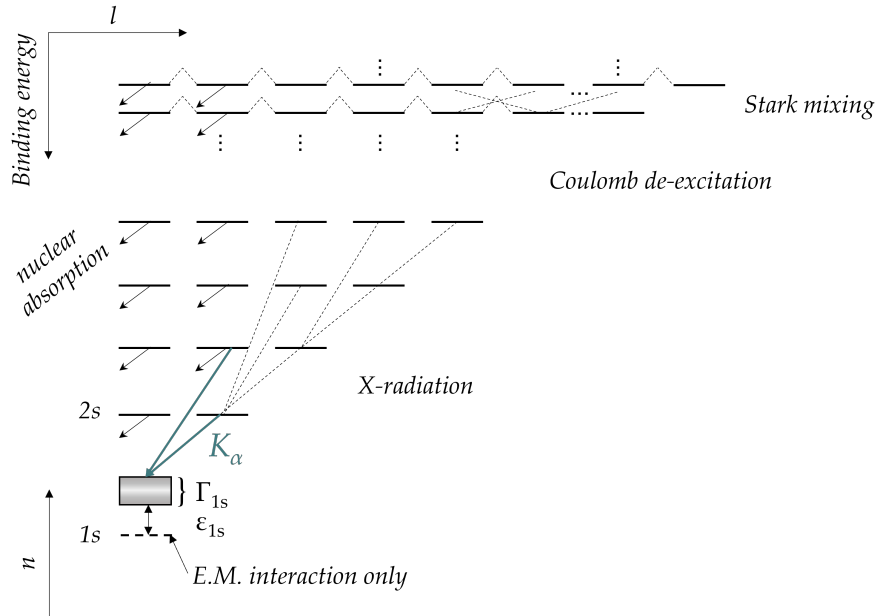 l
Binding energy
Stark mixing
Coulomb de-excitation
nuclear
absorption
X-radiation
2s
Kα
} Γ1s
ε1s
1s
n
E.M. interaction only